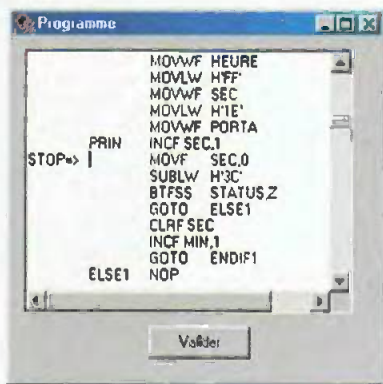 Programme
MOVWF HEURE
MOVLW H'FF'
MOVWF SEC
MOVLW H'1E'
MOVWF PORTA
PRIN INCF SEC,1
STOP=> MOVF SEC,0
SUBLW H'3C'
BTFSS STATUS,Z
GOTO ELSE1
CLRF SEC
INCF MIN,1
GOTO ENDIF1
ELSE1 NOP
Valider